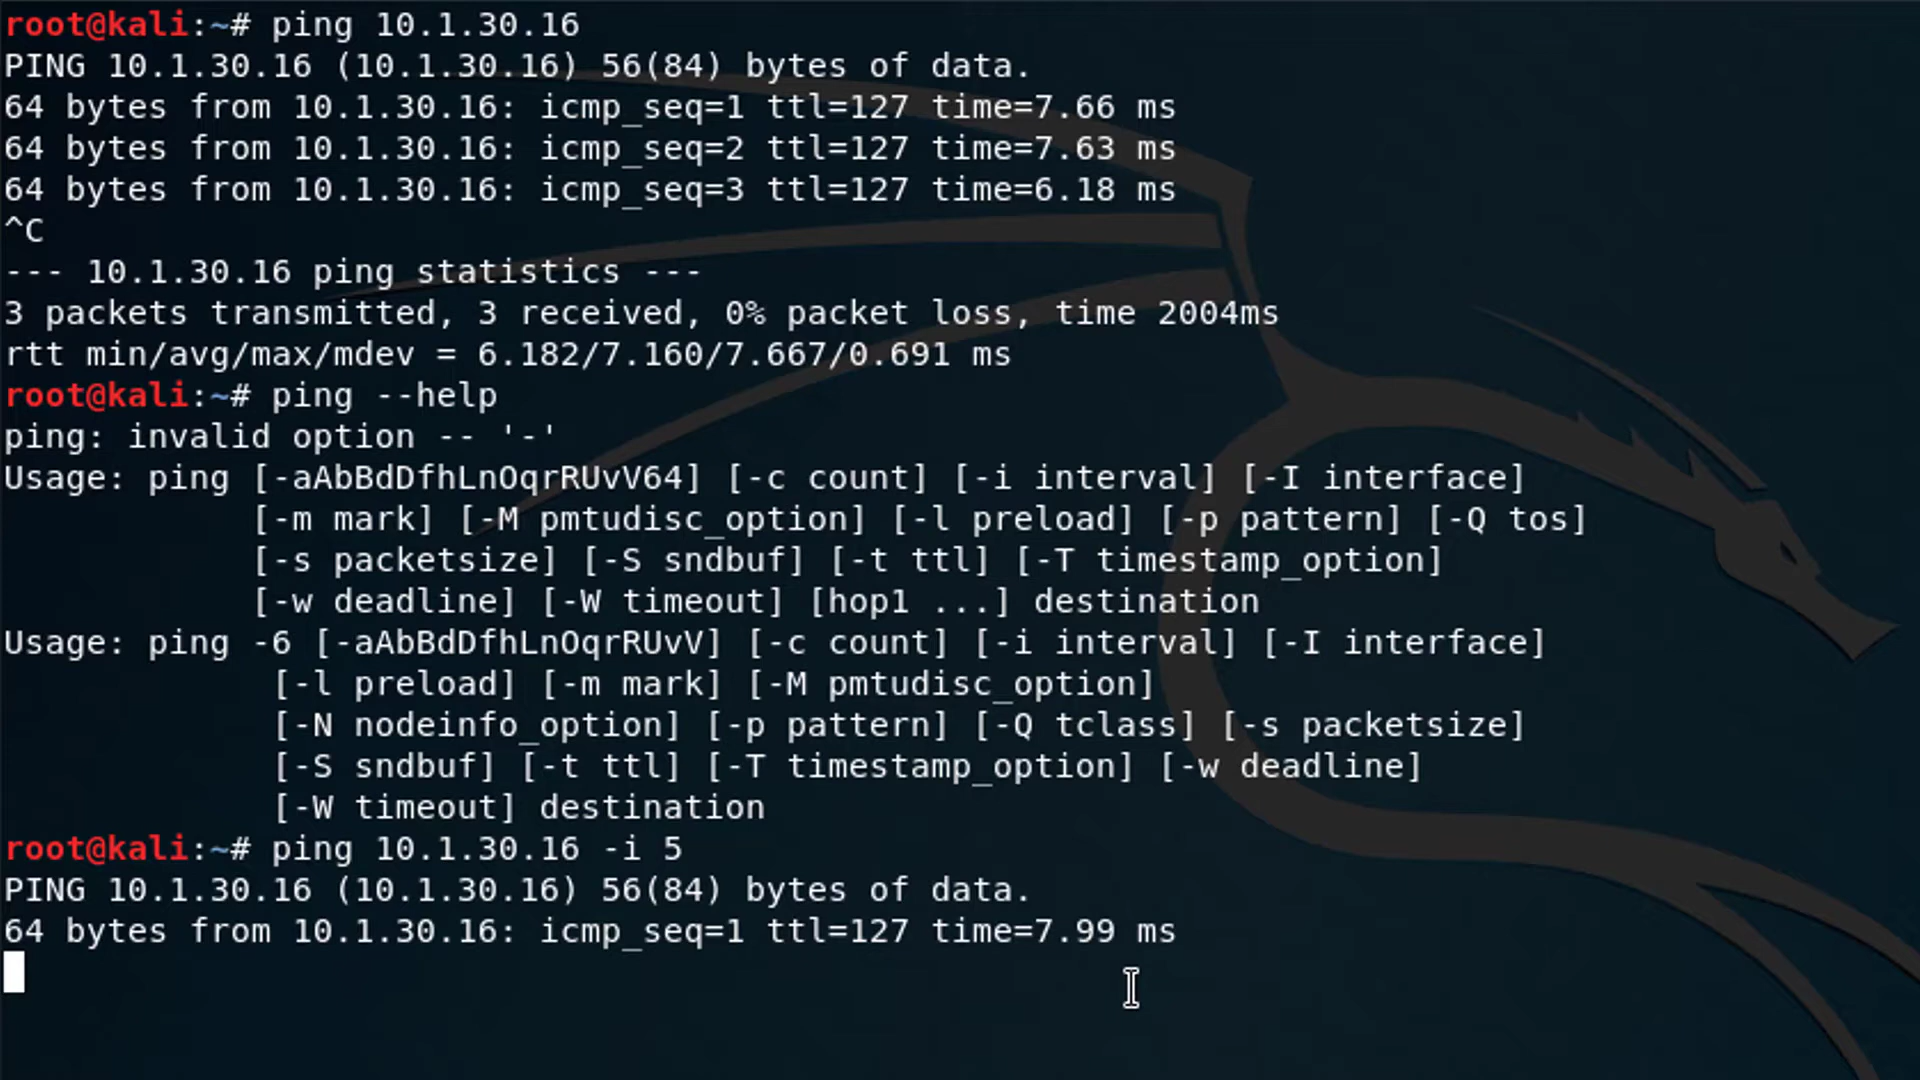 root@kali:~# ping 10.1.30.16
PING 10.1.30.16 (10.1.30.16) 56(84) bytes of data.
64 bytes from 10.1.30.16: icmp_seq=1 ttl=127 time=7.66 ms
64 bytes from 10.1.30.16: icmp_seq=2 ttl=127 time=7.63 ms
64 bytes from 10.1.30.16: icmp_seq=3 ttl=127 time=6.18 ms
^C
--- 10.1.30.16 ping statistics ---
3 packets transmitted, 3 received, 0% packet loss, time 2004ms
rtt min/avg/max/mdev = 6.182/7.160/7.667/0.691 ms
root@kali:~# ping --help
ping: invalid option -- '-'
Usage: ping [-aAbBdDfhLnOqrRUvV64] [-c count] [-i interval] [-I interface]
            [-m mark] [-M pmtudisc_option] [-l preload] [-p pattern] [-Q tos]
            [-s packetsize] [-S sndbuf] [-t ttl] [-T timestamp_option]
            [-w deadline] [-W timeout] [hop1 ...] destination
Usage: ping -6 [-aAbBdDfhLnOqrRUvV] [-c count] [-i interval] [-I interface]
             [-l preload] [-m mark] [-M pmtudisc_option]
             [-N nodeinfo_option] [-p pattern] [-Q tclass] [-s packetsize]
             [-S sndbuf] [-t ttl] [-T timestamp_option] [-w deadline]
             [-W timeout] destination
root@kali:~# ping 10.1.30.16 -i 5
PING 10.1.30.16 (10.1.30.16) 56(84) bytes of data.
64 bytes from 10.1.30.16: icmp_seq=1 ttl=127 time=7.99 ms